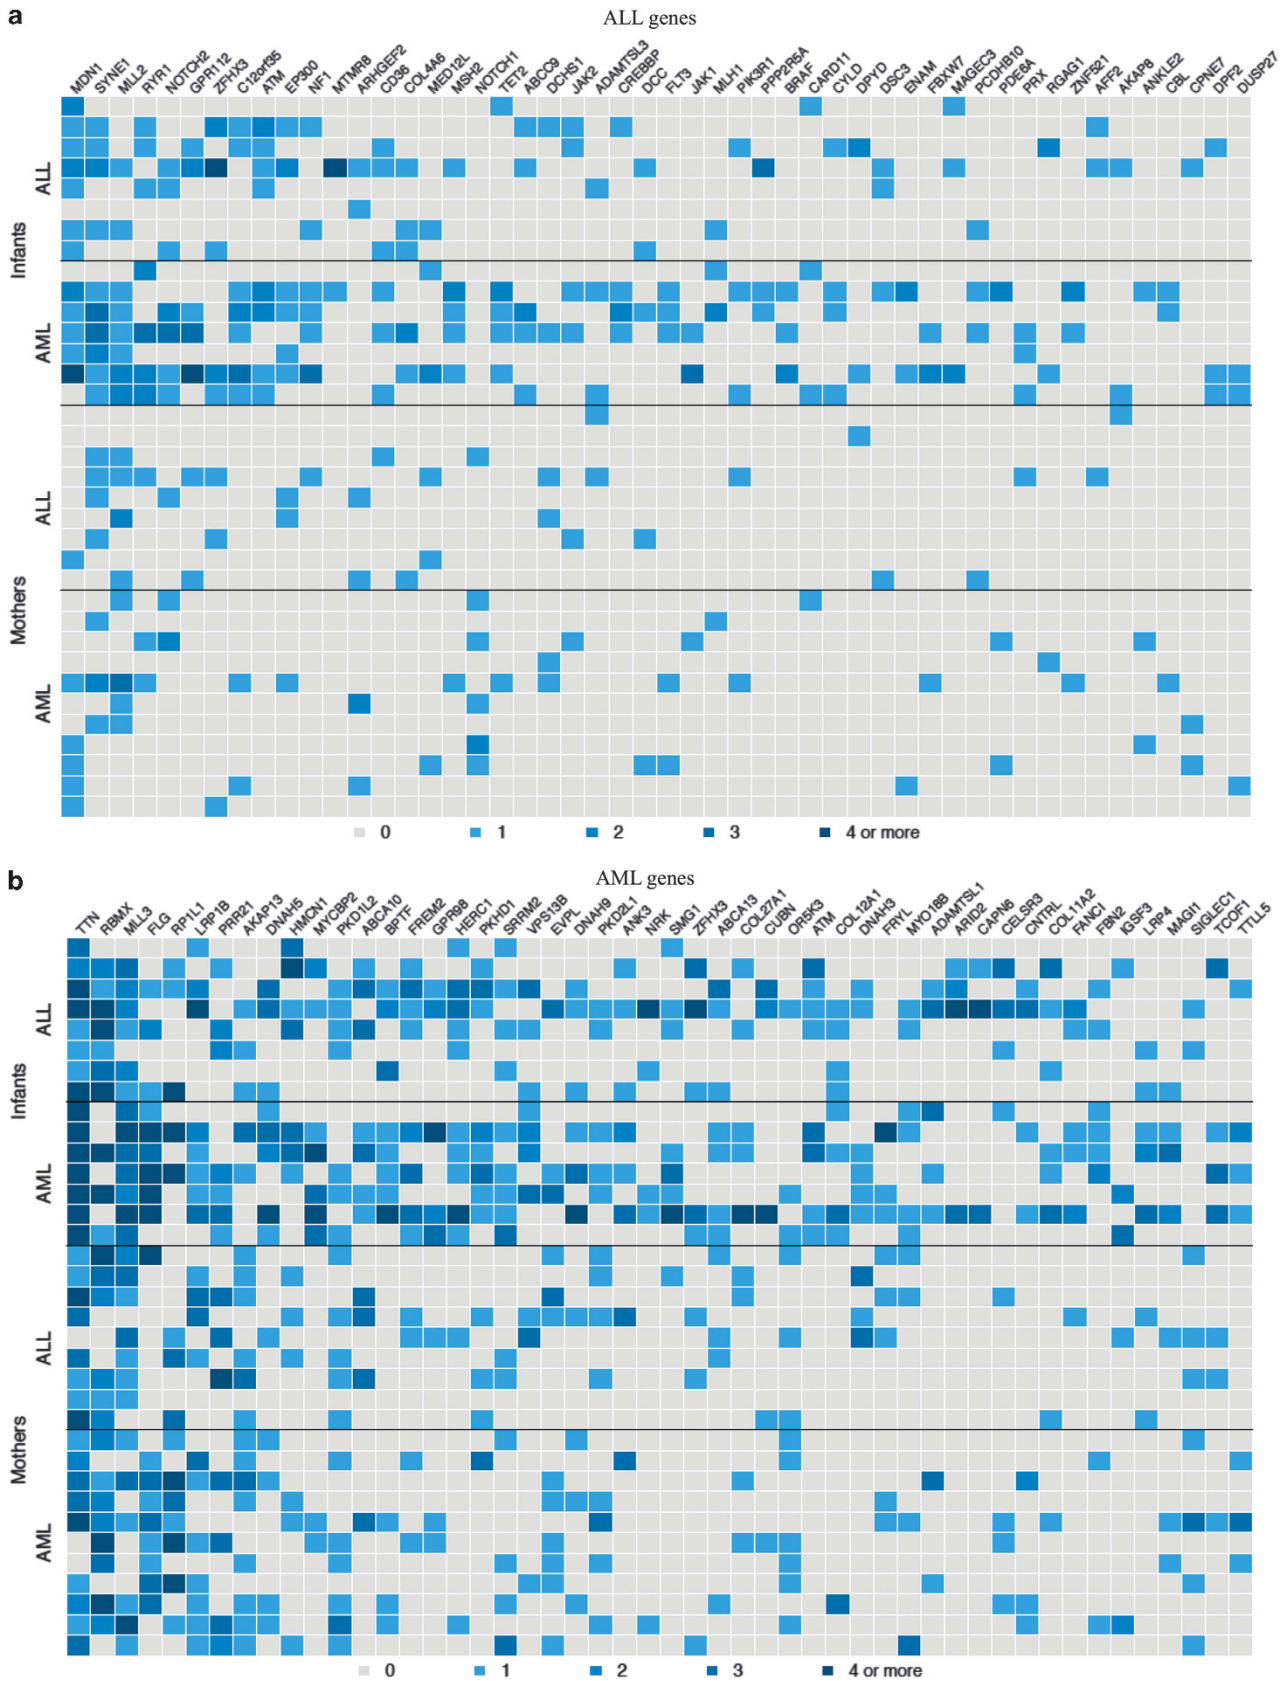 a
ALL genes
MDN1 SYNE1 MLL2 RYR1 NOTCH2 GPR112 ZFHX3 C12orf35 ATM EP300 NF1 MTMR8 ARHGEF2 CD36 COL4A6 MED12L MSH2 NOTCH1 TET2 ABCC9 DCHS1 JAK2 ADAMTSL3 CREBBP DCC FLT3 JAK1 MLH1 PIK3R1 PPP2R5A BRAF CARD11 CYLD DPYD DSC3 ENAM FBXW7 MAGEC3 PCDHB10 PDE6A PRX RGAG1 ZNF521 AFF2 AKAP8 ANKLE2 CBL CPNE7 DPF2 DUSP27
ALL
Infants
AML
ALL
Mothers
AML
0 1 2 3 4 or more
b
AML genes
TTN RBMX MLL3 FLG RP1L1 LRP1B PRR21 AKAP13 DNAH5 HMCN1 MYCBP2 PKD1L2 ABCA10 BPTF FREM2 GPR98 HERC1 PKHD1 SRRM2 VPS13B EVPL DNAH9 PKD2L1 ANK3 NRK SMG1 ZFHX3 ABCA13 COL27A1 CUBN OR5K3 ATM COL12A1 DNAH3 FRYL MYO18B ADAMTSL1 ARID2 CAPN6 CELSR3 CNTRL COL11A2 FANCI FBN2 IGSF3 LRP4 MAGI1 SIGLEC1 TCOF1 TTLL5
ALL
Infants
AML
ALL
Mothers
AML
0 1 2 3 4 or more